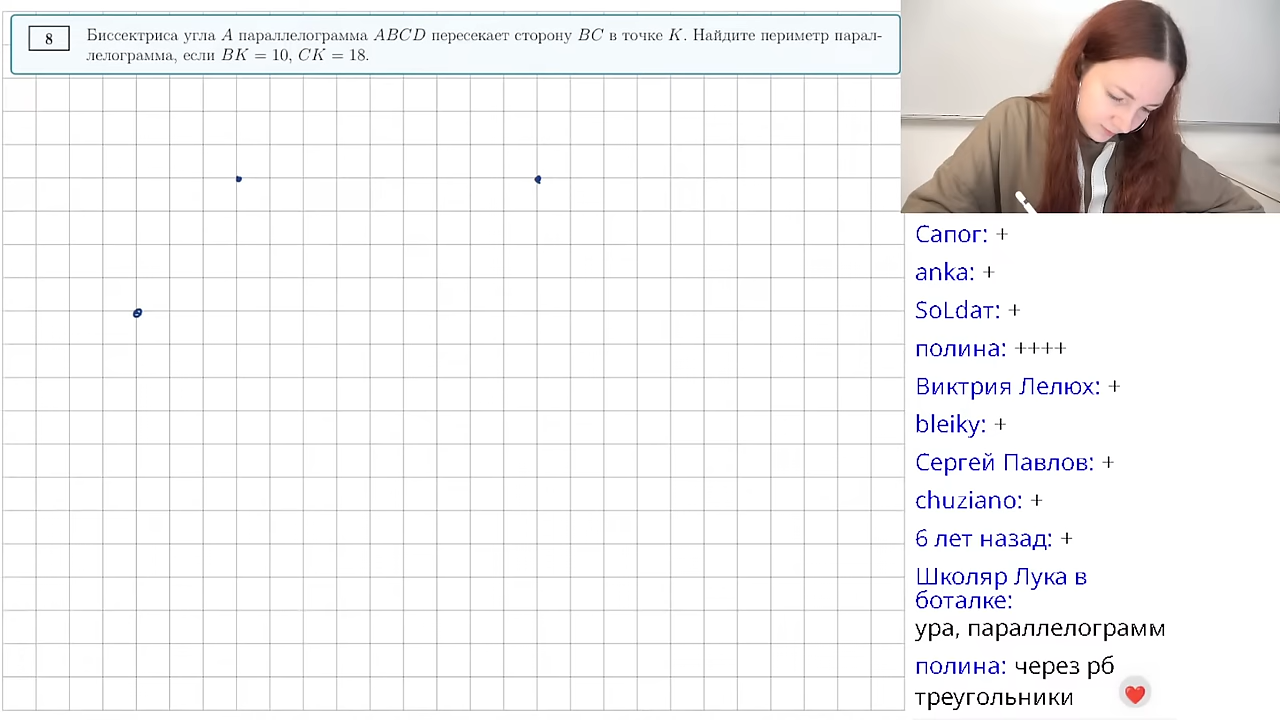 8
Биссектриса угла A параллелограмма ABCD пересекает сторону BC в точке K. Найдите периметр парал-
лелограмма, если BK = 10, CK = 18.
Сапог: +
anka: +
SoLdaт: +
полина: ++++
Виктрия Лелюх: +
bleiky: +
Сергей Павлов: +
chuziano: +
6 лет назад: +
Школяр Лука в
боталке:
ура, параллелограмм
полина: через рб
треугольники